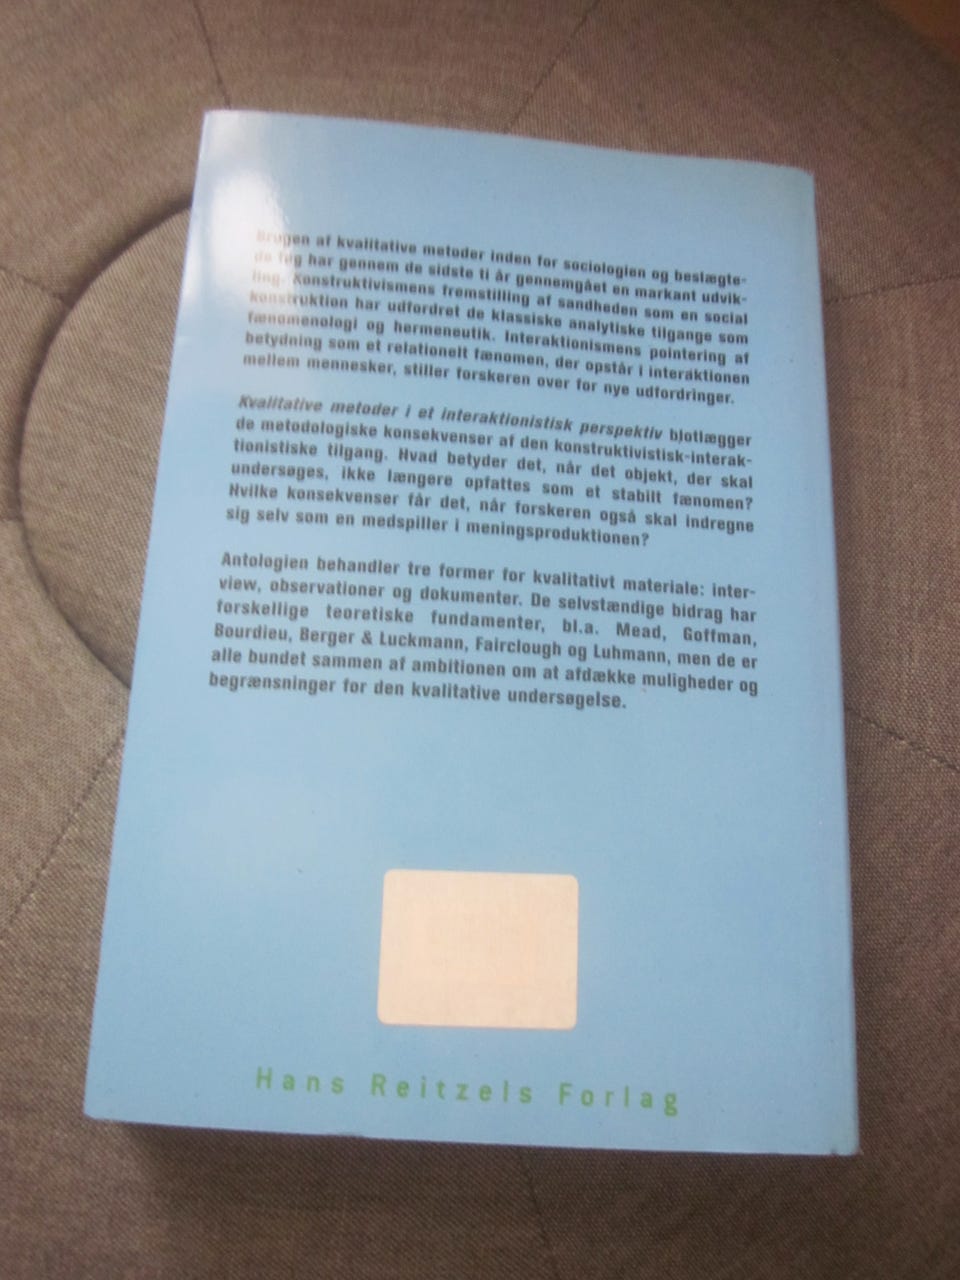 Brugen af kvalitative metoder inden for sociologien og beslægte-
de fag har gennem de sidste ti år gennemgået en markant udvik-
ling. Konstruktivismens fremstilling af sandheden som en social
konstruktion har udfordret de klassiske analytiske tilgange som
fænomenologi og hermeneutik. Interaktionismens pointering af
betydning som et relationelt fænomen, der opstår i interaktionen
mellem mennesker, stiller forskeren over for nye udfordringer.
Kvalitative metoder i et interaktionistisk perspektiv blotlægger
de metodologiske konsekvenser af den konstruktivistisk-interak-
tionistiske tilgang. Hvad betyder det, når det objekt, der skal
undersøges, ikke længere opfattes som et stabilt fænomen?
Hvilke konsekvenser får det, når forskeren også skal indregne
sig selv som en medspiller i meningsproduktionen?
Antologien behandler tre former for kvalitativt materiale: inter-
view, observationer og dokumenter. De selvstændige bidrag har
forskellige teoretiske fundamenter, bl.a. Mead, Goffman,
Bourdieu, Berger & Luckmann, Fairclough og Luhmann, men de er
alle bundet sammen af ambitionen om at afdække muligheder og
begrænsninger for den kvalitative undersøgelse.
Hans Reitzels Forlag